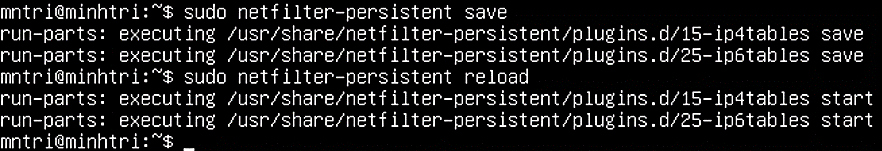 mntri@minhtri:~$ sudo netfilter-persistent save
run-parts: executing /usr/share/netfilter-persistent/plugins.d/15-ip4tables save
run-parts: executing /usr/share/netfilter-persistent/plugins.d/25-ip6tables save
mntri@minhtri:~$ sudo netfilter-persistent reload
run-parts: executing /usr/share/netfilter-persistent/plugins.d/15-ip4tables start
run-parts: executing /usr/share/netfilter-persistent/plugins.d/25-ip6tables start
mntri@minhtri:~$ _